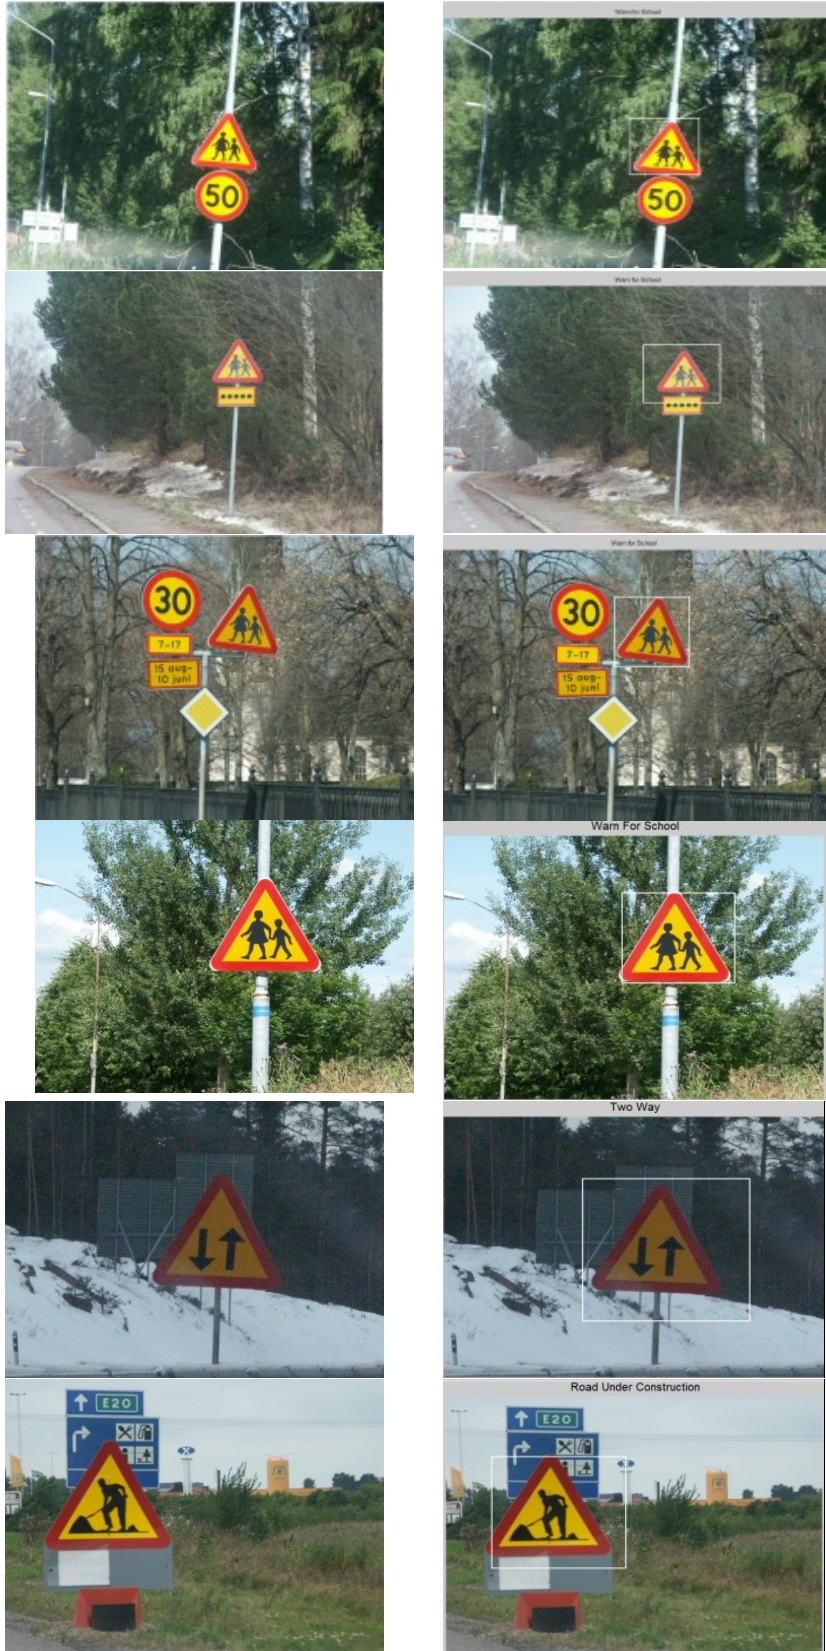 Warn for School
50
50
Warn for School
30
7-17
15 aug-
10 juni
Warn for School
30
7-17
15 aug-
10 juni
Warn For School
Two Way
E20
Road Under Construction
E20